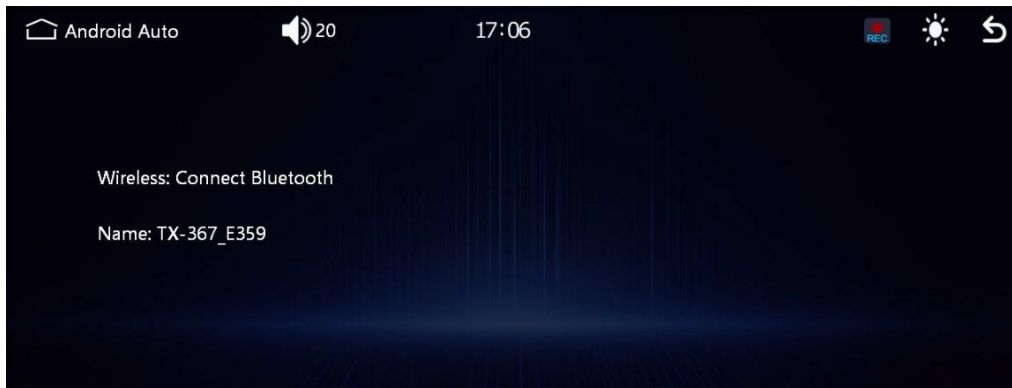 Android Auto 20 17:06 REC
Wireless: Connect Bluetooth
Name: TX-367_E359